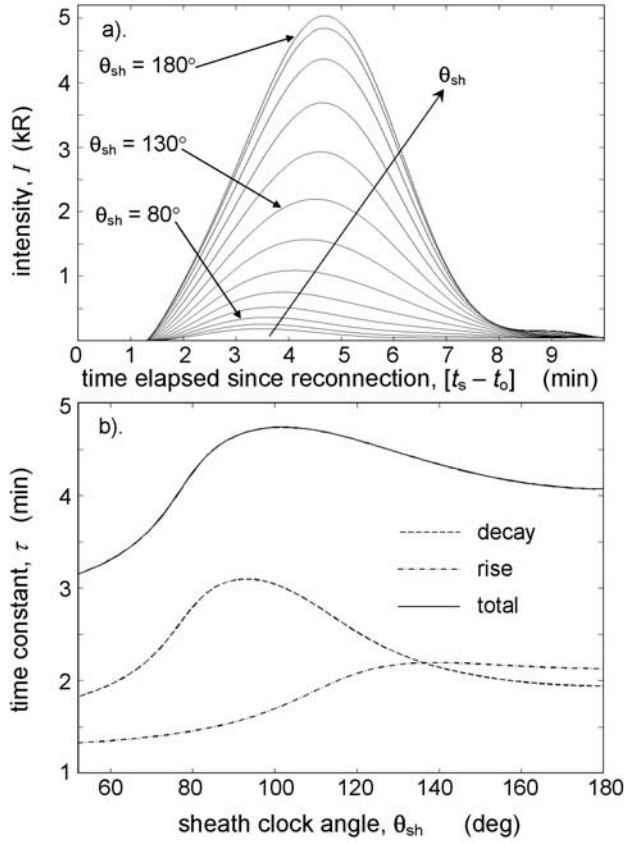 a).
5
4
3
2
1
intensity, I (kR)
θsh = 180°
θsh
θsh = 130°
θsh = 80°
0 1 2 3 4 5 6 7 8 9
time elapsed since reconnection, [ts – to] (min)
b).
5
4
3
2
1
time constant, τ (min)
decay
rise
total
60 80 100 120 140 160 180
sheath clock angle, θsh (deg)